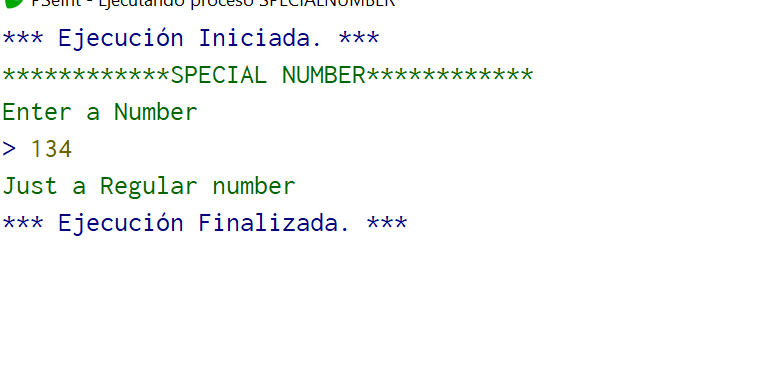 PSeInt - Ejecutando proceso SPECIALNUMBER
*** Ejecución Iniciada. ***
************SPECIAL NUMBER************
Enter a Number
> 134
Just a Regular number
*** Ejecución Finalizada. ***